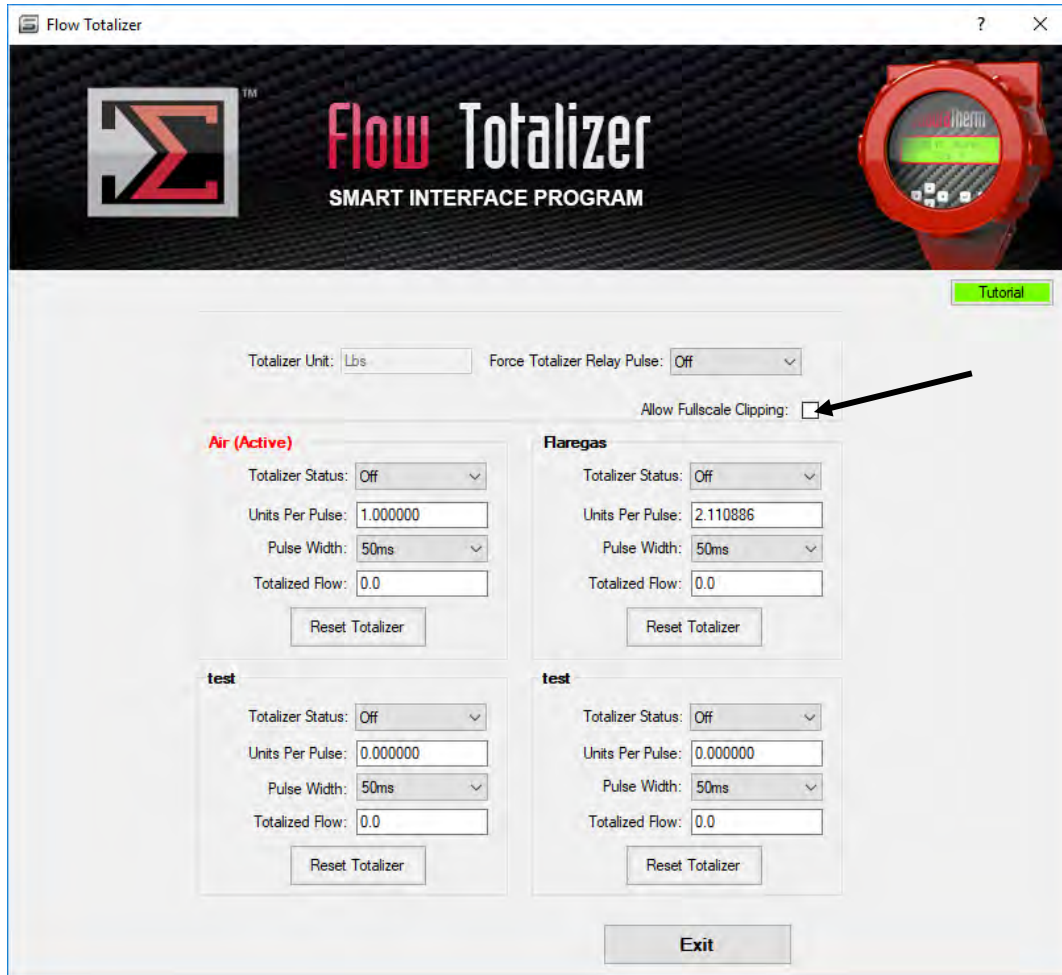 Flow Totalizer
? ×
TM
Flow Totalizer
SMART INTERFACE PROGRAM
Therm
Tutorial
Totalizer Unit: Lbs Force Totalizer Relay Pulse: Off
Allow Fullscale Clipping:
Air (Active)
Totalizer Status: Off
Units Per Pulse: 1.000000
Pulse Width: 50ms
Totalized Flow: 0.0
Reset Totalizer
Flaregas
Totalizer Status: Off
Units Per Pulse: 2.110886
Pulse Width: 50ms
Totalized Flow: 0.0
Reset Totalizer
test
Totalizer Status: Off
Units Per Pulse: 0.000000
Pulse Width: 50ms
Totalized Flow: 0.0
Reset Totalizer
test
Totalizer Status: Off
Units Per Pulse: 0.000000
Pulse Width: 50ms
Totalized Flow: 0.0
Reset Totalizer
Exit